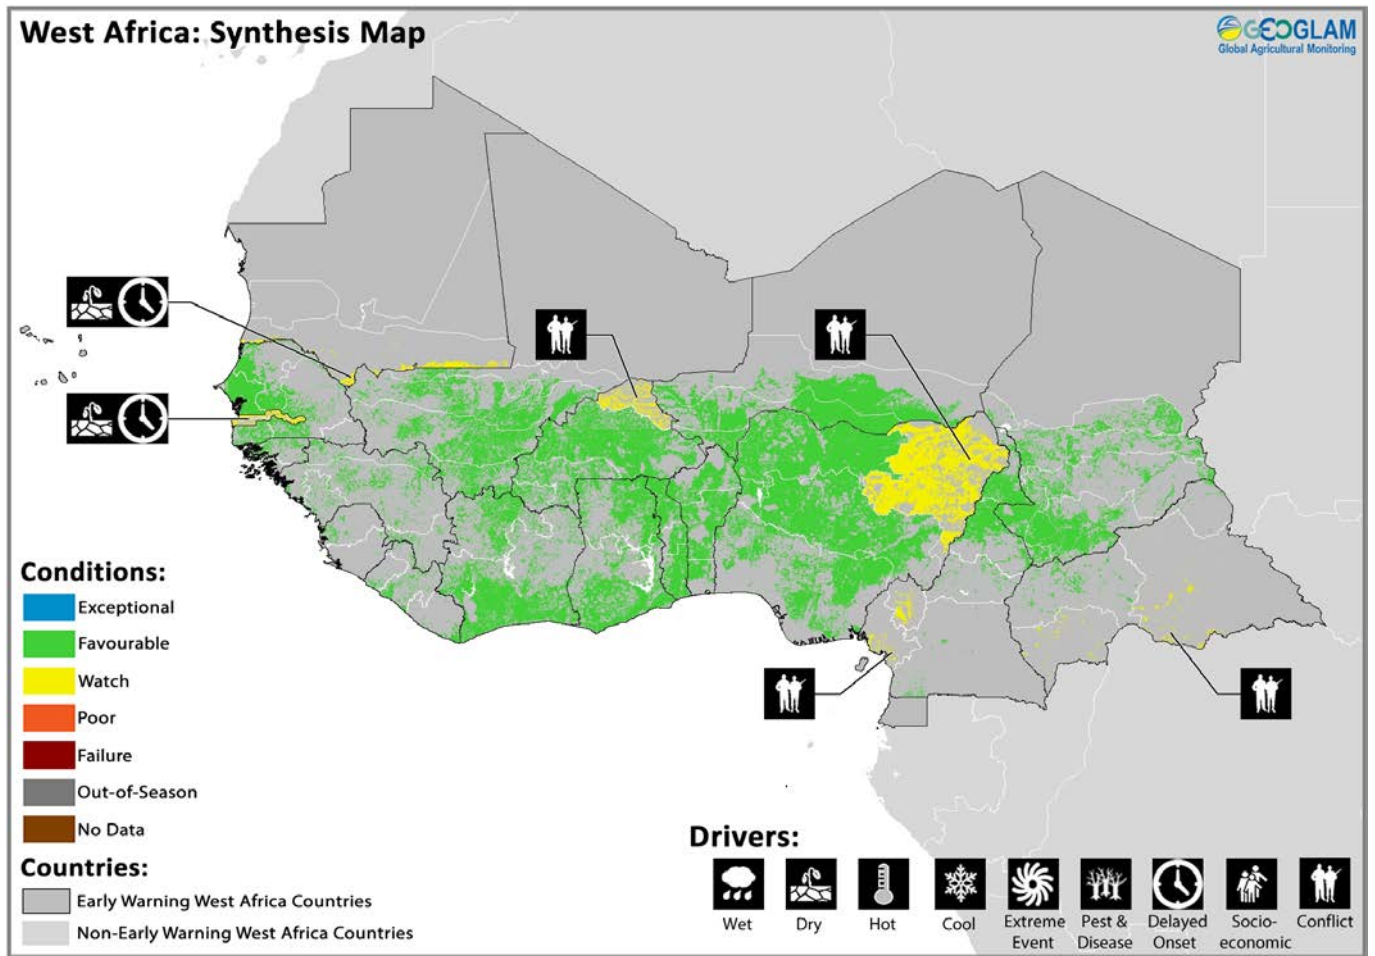 West Africa: Synthesis Map
GEOGLAM
Global Agricultural Monitoring
Conditions:
Exceptional
Favourable
Watch
Poor
Failure
Out-of-Season
No Data
Countries:
Early Warning West Africa Countries
Non-Early Warning West Africa Countries
Drivers:
Wet
Dry
Hot
Cool
Extreme
Event
Pest &
Disease
Delayed
Onset
Socio-
economic
Conflict